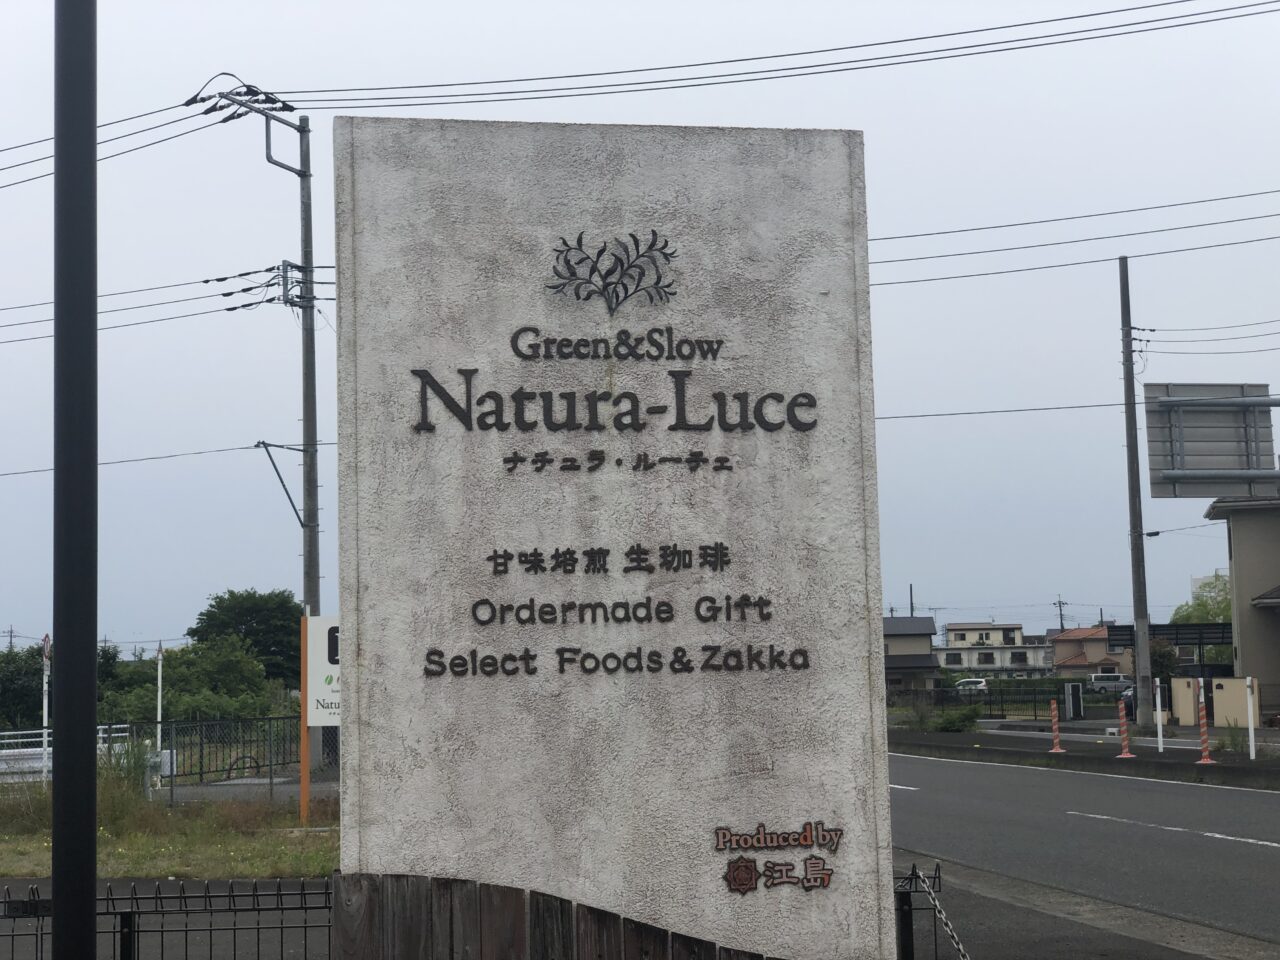 Green&Slow
Natura-Luce
ナチュラ・ルーチェ
甘味焙煎 生珈琲
Ordermade Gift
Select Foods&Zakka
Produced by
江島